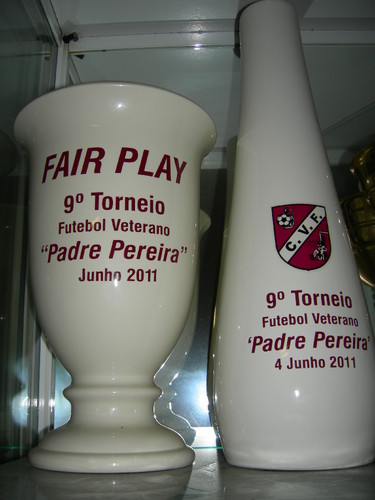 FAIR PLAY
9º Torneio
Futebol Veterano
"Padre Pereira"
Junho 2011
C.V.F.
9º Torneio
Futebol Veterano
'Padre Pereira'
4 Junho 2011